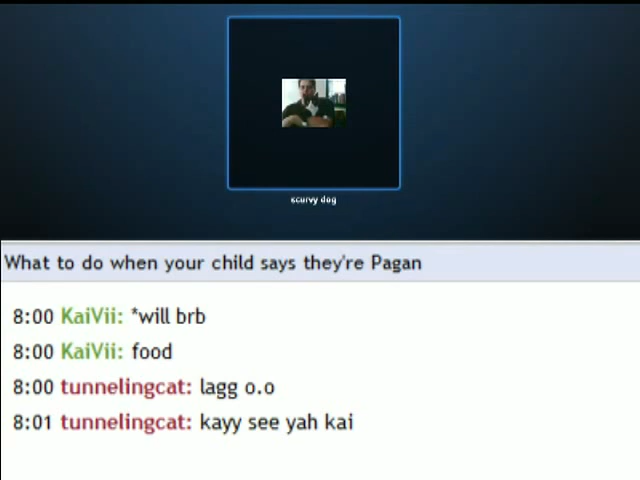 scurvy dog
What to do when your child says they're Pagan
8:00 KaiVii: *will brb
8:00 KaiVii: food
8:00 tunnelingcat: lagg o.o
8:01 tunnelingcat: kayy see yah kai